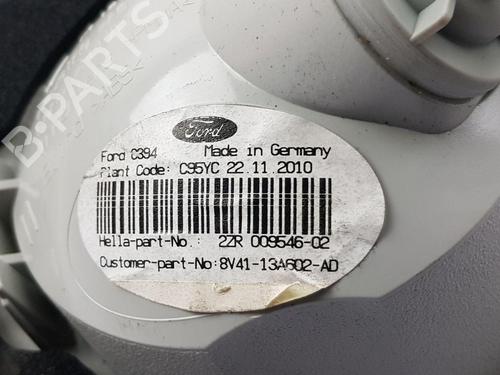 B-PARTS
Ford
Ford C394 Made in Germany
Plant Code: C95YC 22.11.2010
Hella-part-No.: 2ZR 009546-02
Customer-part-No:8V41-13A602-AD